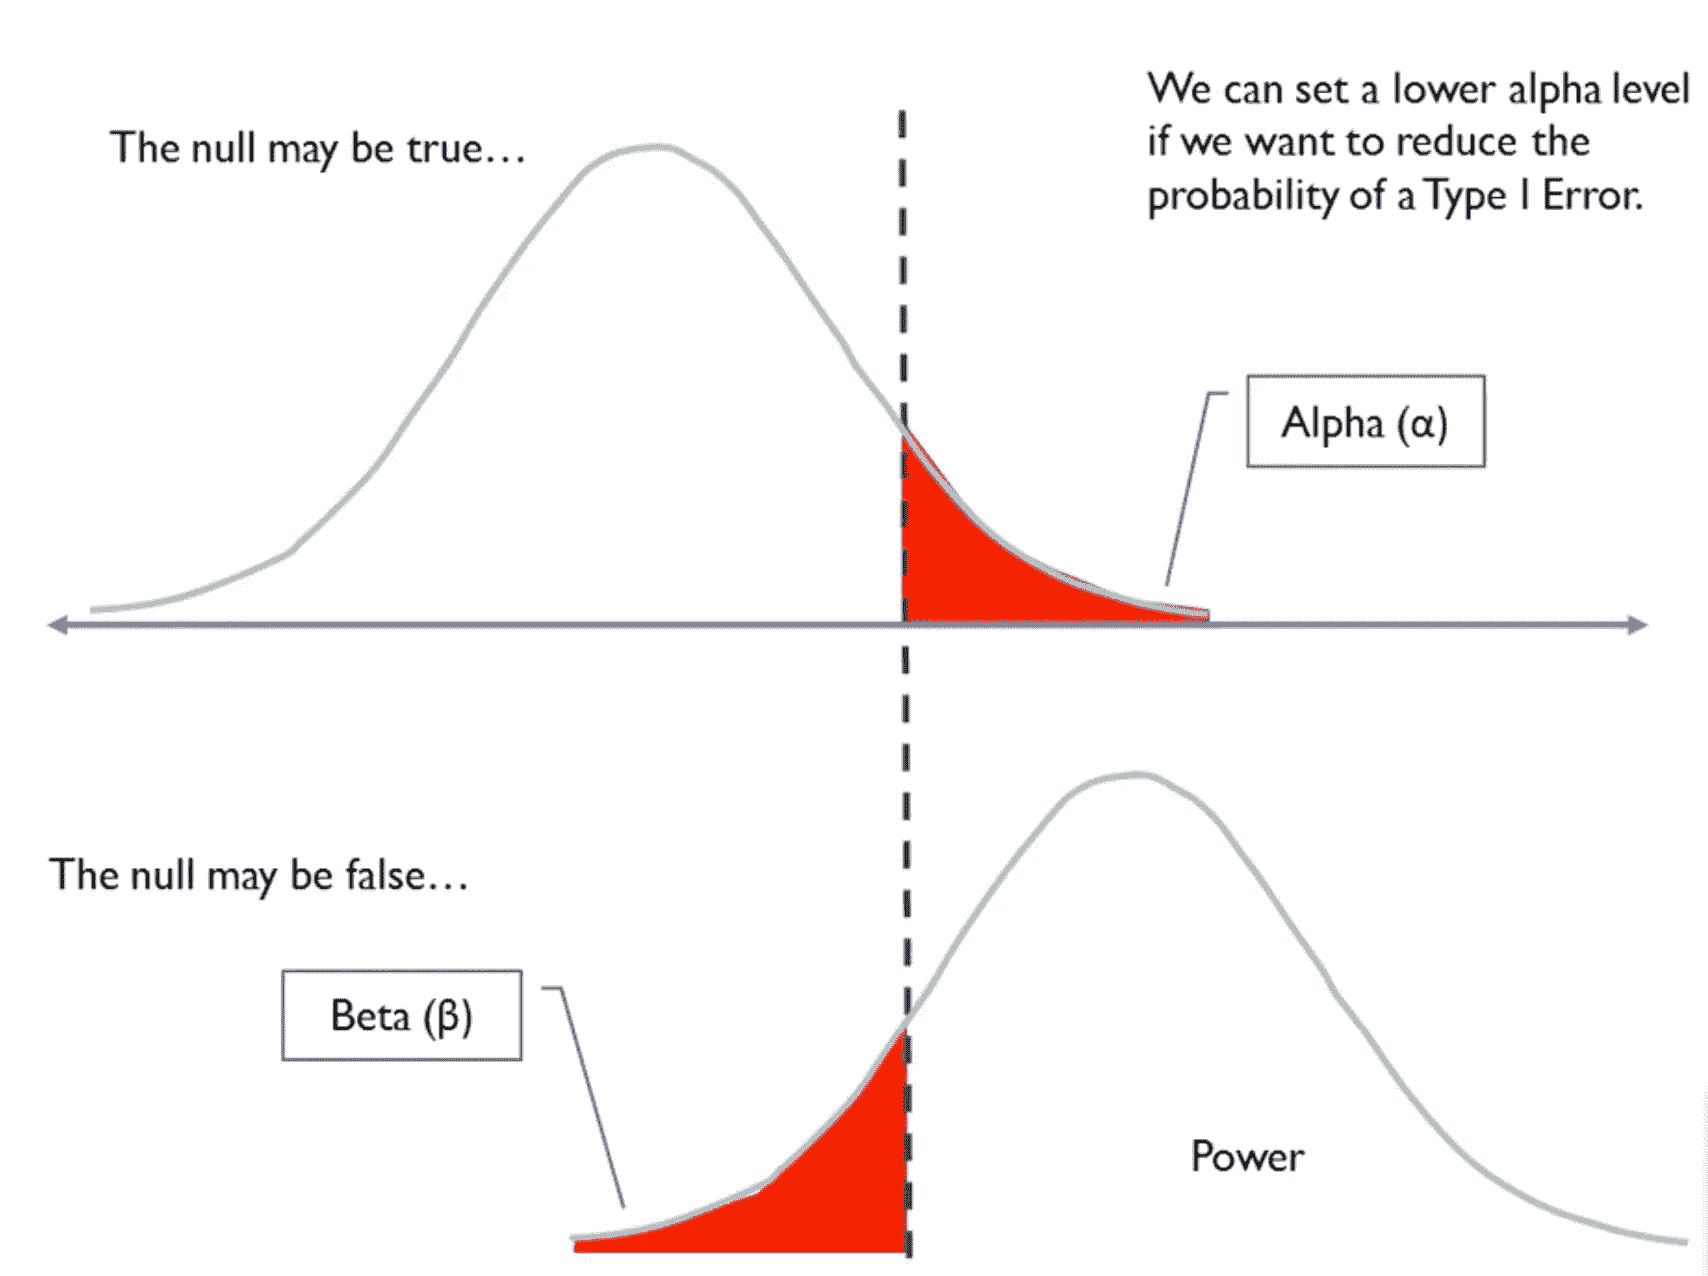 The null may be true…
We can set a lower alpha level
if we want to reduce the
probability of a Type I Error.
Alpha (α)
The null may be false…
Beta (β)
Power